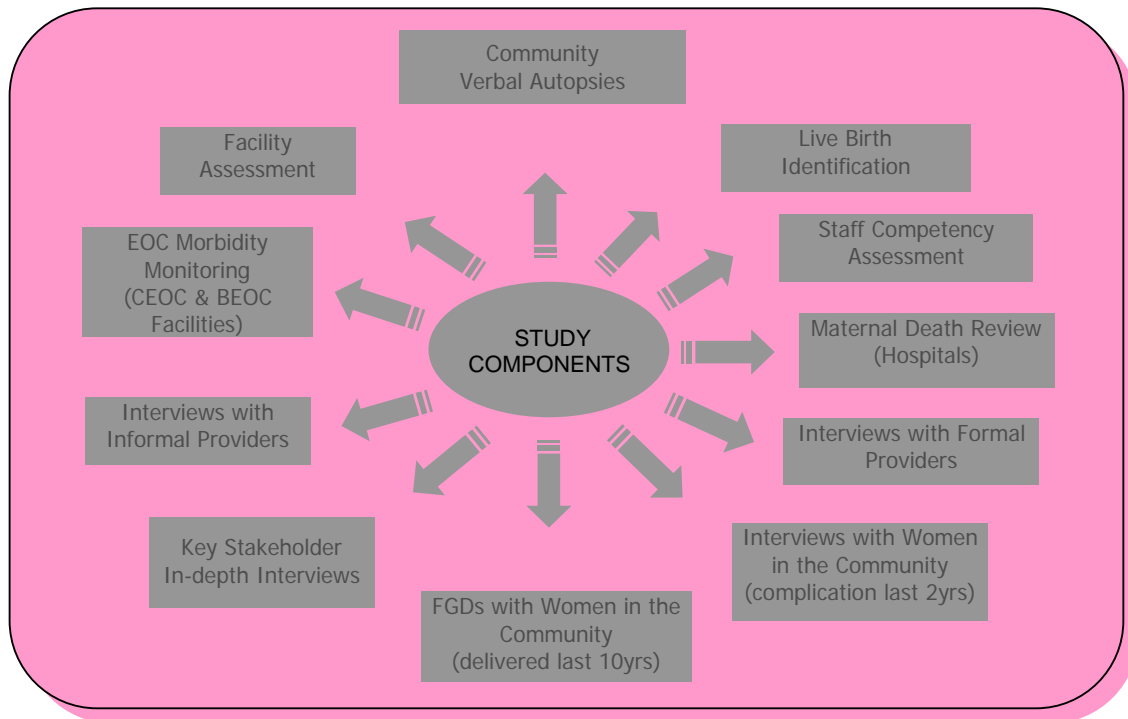 Community
Verbal Autopsies
Facility
Assessment
Live Birth
Identification
EOC Morbidity
Monitoring
(CEOC & BEOC
Facilities)
Staff Competency
Assessment
STUDY
COMPONENTS
Maternal Death Review
(Hospitals)
Interviews with
Informal Providers
Interviews with Formal
Providers
Key Stakeholder
In-depth Interviews
Interviews with Women
in the Community
(complication last 2yrs)
FGDs with Women in the
Community
(delivered last 10yrs)